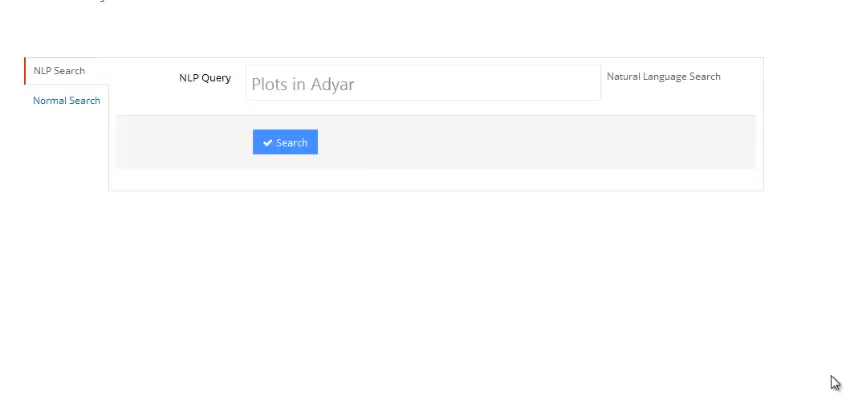 NLP Search
NLP Query
Plots in Adyar
Natural Language Search
Normal Search
Search